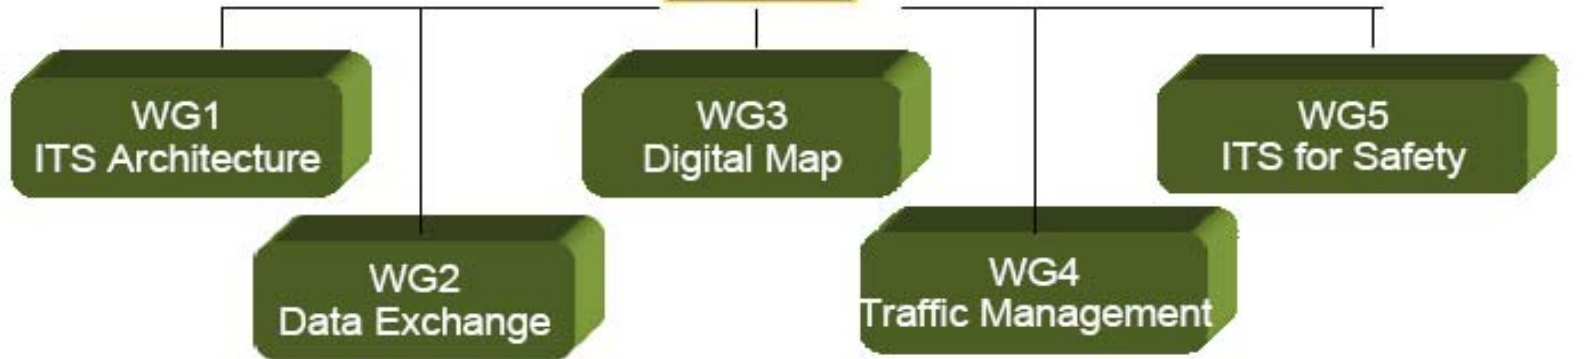 WG1
ITS Architecture
WG2
Data Exchange
WG3
Digital Map
WG4
Traffic Management
WG5
ITS for Safety